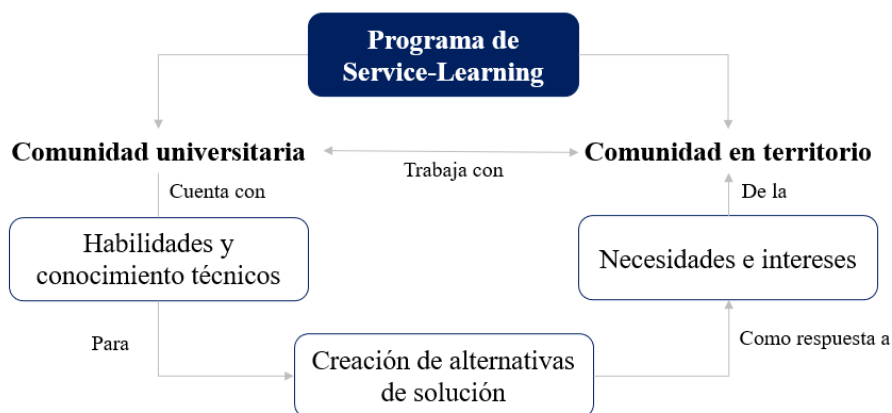 Programa de
Service-Learning
Comunidad universitaria
Trabaja con
Comunidad en territorio
Cuenta con
De la
Habilidades y
conocimiento técnicos
Necesidades e intereses
Para
Como respuesta a
Creación de alternativas
de solución